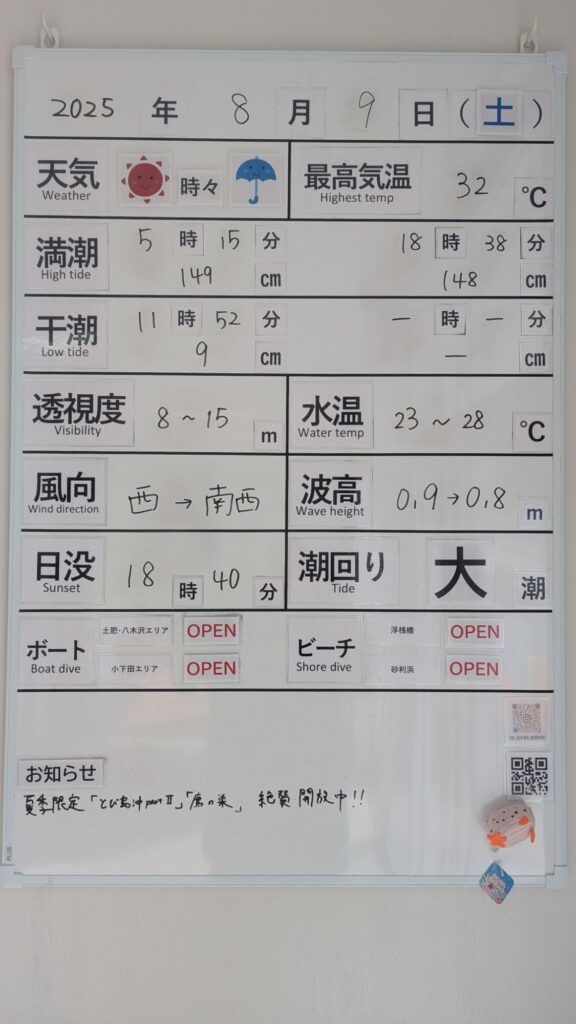 2025 年 8 月 9 日 (土)
天気 時々 最高気温 32 ℃
Weather Highest temp
満潮 5 時 15 分 18 時 38 分
High tide 149 cm 148 cm
干潮 11 時 52 分 ー 時 ー 分
Low tide 9 cm ー cm
透視度 8～15 m 水温 23～28 ℃
Visibility Water temp
風向 西→南西 波高 0.9→0.8 m
Wind direction Wave height
日没 18 時 40 分 潮回り 大 潮
Sunset Tide
ボート 土肥・八木沢エリア OPEN ビーチ 浮桟橋 OPEN
Boat dive 小下田エリア OPEN Shore dive 砂利浜 OPEN
お知らせ
夏季限定「とび島沖partⅡ」「鷹の巣」 絶賛開放中!!
PLUS